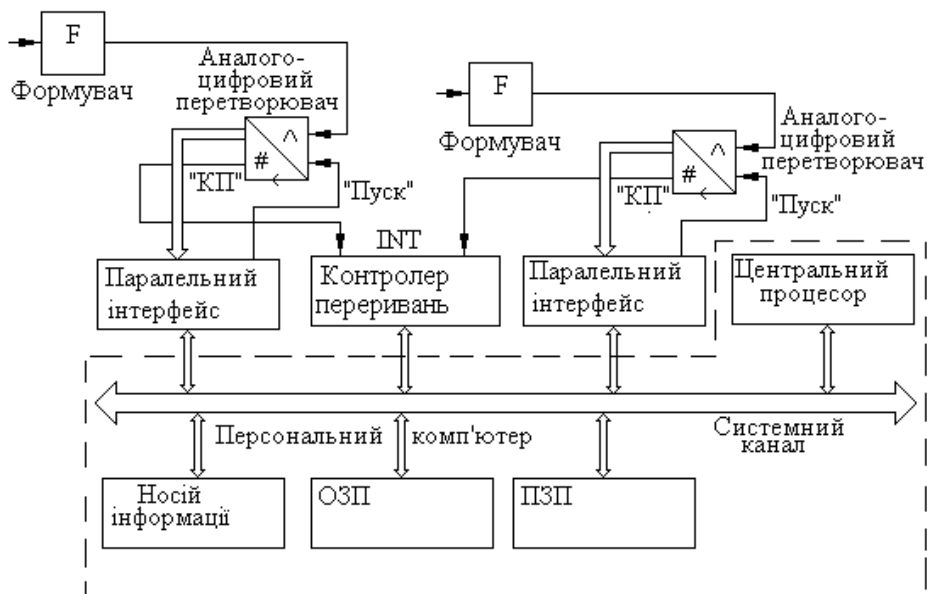 F
Формувач
Аналого-
цифровий
перетворювач
^
#
"КП"
"Пуск"
F
Формувач
Аналого-
цифровий
перетворювач
^
#
"КП"
"Пуск"
INT
Паралельний
інтерфейс
Контролер
переривань
Паралельний
інтерфейс
Центральний
процесор
Персональний комп'ютер
Системний
канал
Носій
інформації
ОЗП
ПЗП